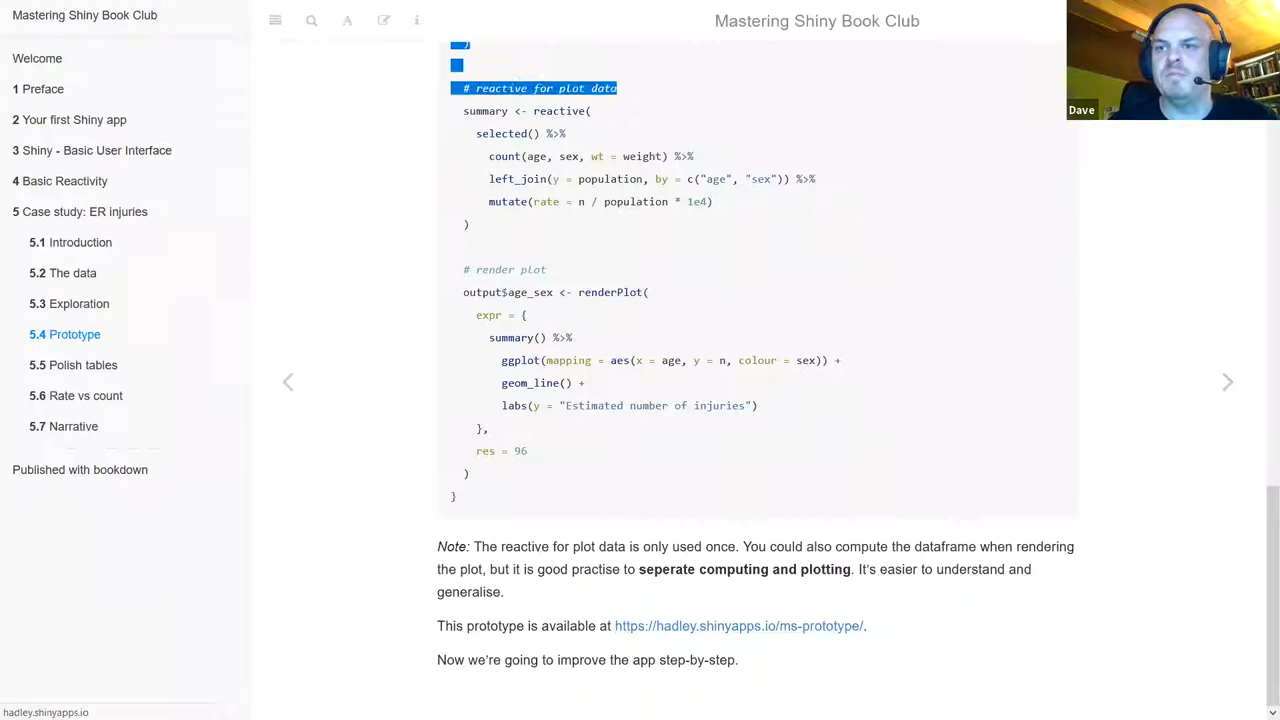 Mastering Shiny Book Club
Welcome
1 Preface
2 Your first Shiny app
3 Shiny - Basic User Interface
4 Basic Reactivity
5 Case study: ER injuries
5.1 Introduction
5.2 The data
5.3 Exploration
5.4 Prototype
5.5 Polish tables
5.6 Rate vs count
5.7 Narrative
Published with bookdown
hadley.shinyapps.io
Mastering Shiny Book Club
)
# reactive for plot data
summary <- reactive(
selected() %>%
count(age, sex, wt = weight) %>%
left_join(y = population, by = c("age", "sex")) %>%
mutate(rate = n / population * 1e4)
)
# render plot
output$age_sex <- renderPlot(
expr = {
summary() %>%
ggplot(mapping = aes(x = age, y = n, colour = sex)) +
geom_line() +
labs(y = "Estimated number of injuries")
},
res = 96
)
}
Note: The reactive for plot data is only used once. You could also compute the dataframe when rendering
the plot, but it is good practise to seperate computing and plotting. It's easier to understand and
generalise.
This prototype is available at https://hadley.shinyapps.io/ms-prototype/.
Now we're going to improve the app step-by-step.
Dave